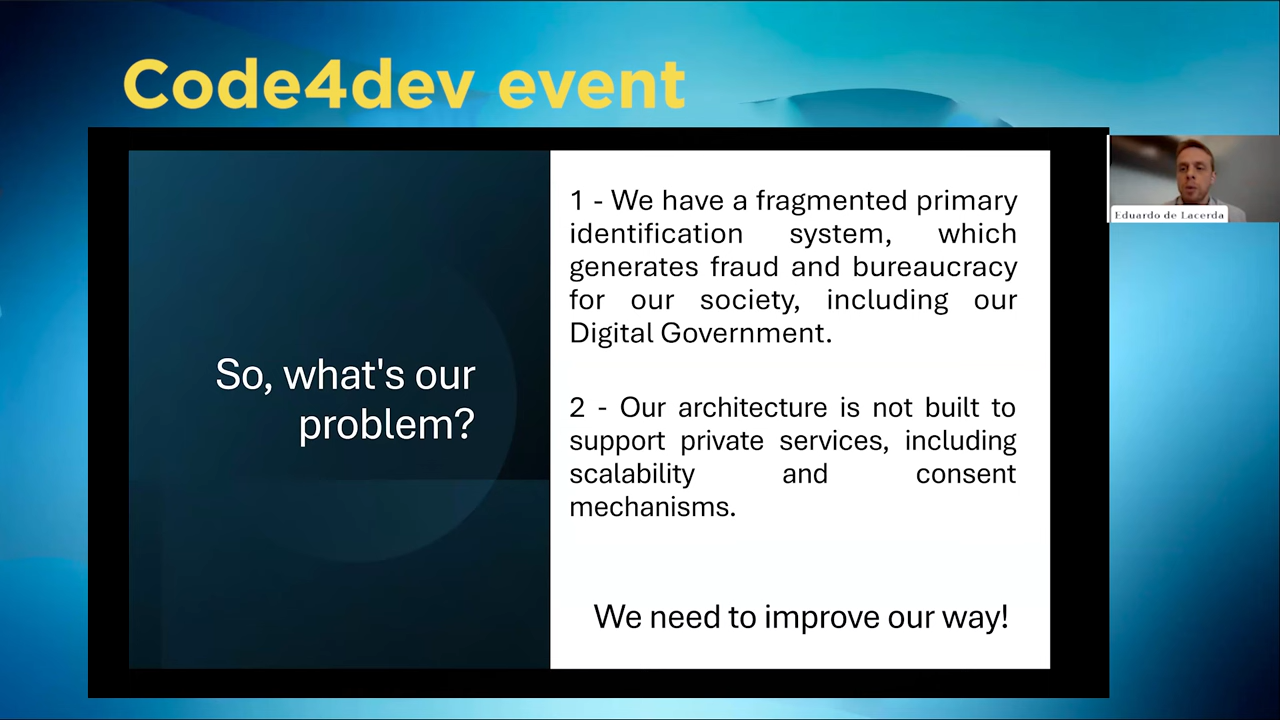 Code4dev event
So, what's our
problem?
1 - We have a fragmented primary
identification system, which
generates fraud and bureaucracy
for our society, including our
Digital Government.
2 - Our architecture is not built to
support private services, including
scalability and consent
mechanisms.
We need to improve our way!
Eduardo de Lacerda